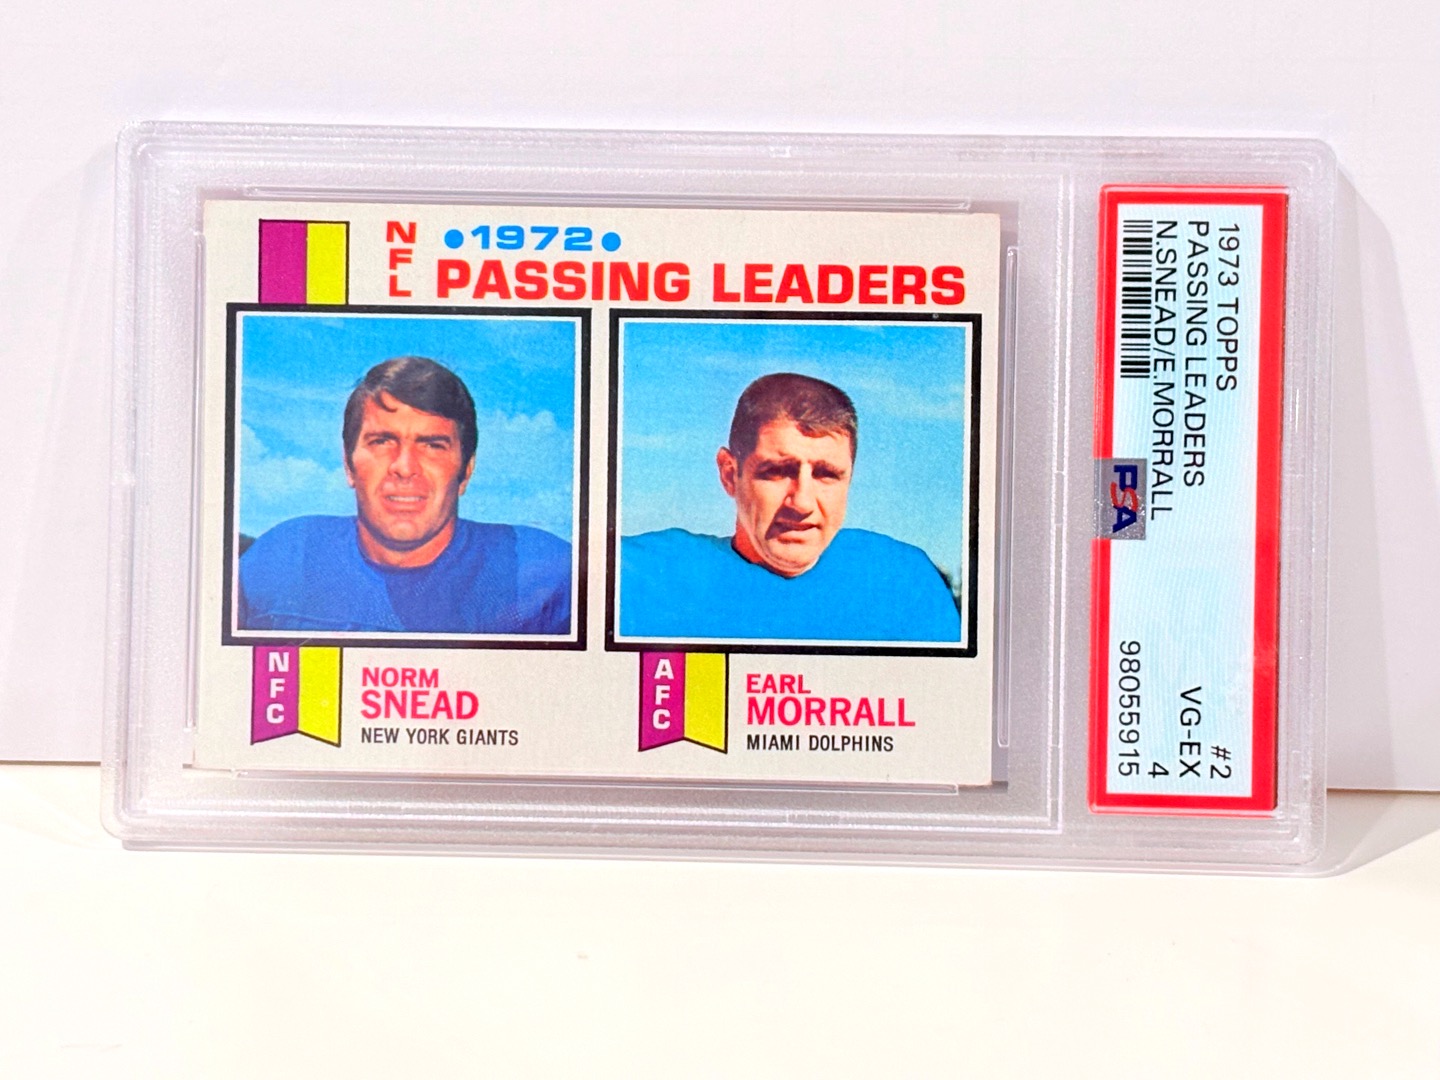 NFL
•1972•
PASSING LEADERS
NFC
NORM
SNEAD
NEW YORK GIANTS
AFC
EARL
MORRALL
MIAMI DOLPHINS
1973 TOPPS #2
PASSING LEADERS VG-EX
N.SNEAD/E.MORRALL 4
PSA 98055915